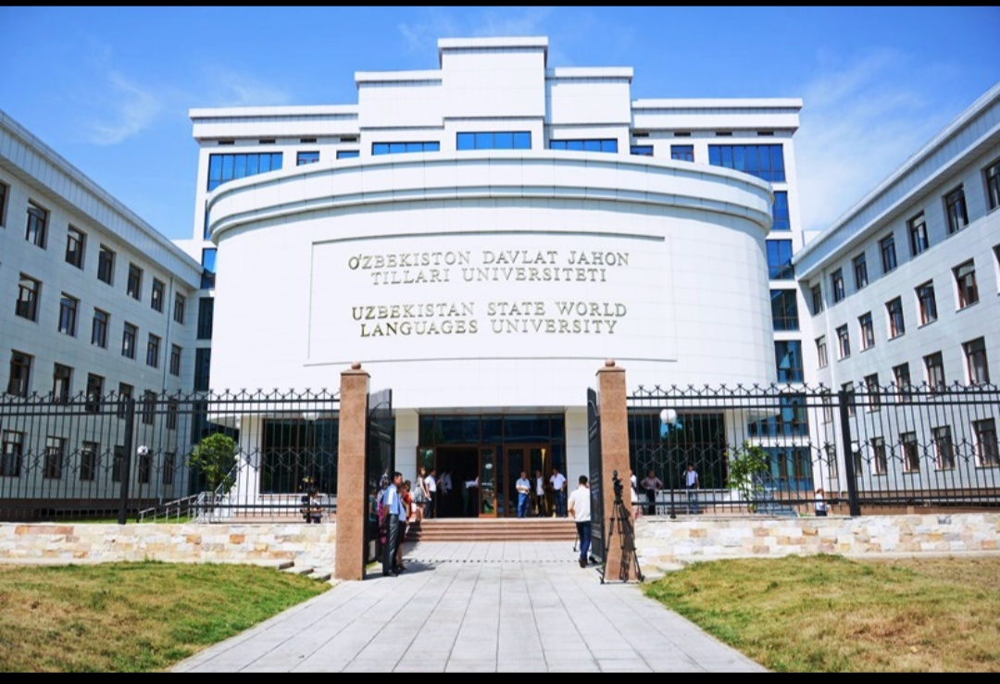 O'ZBEKISTON DAVLAT JAHON
TILLARI UNIVERSITETI
UZBEKISTAN STATE WORLD
LANGUAGES UNIVERSITY